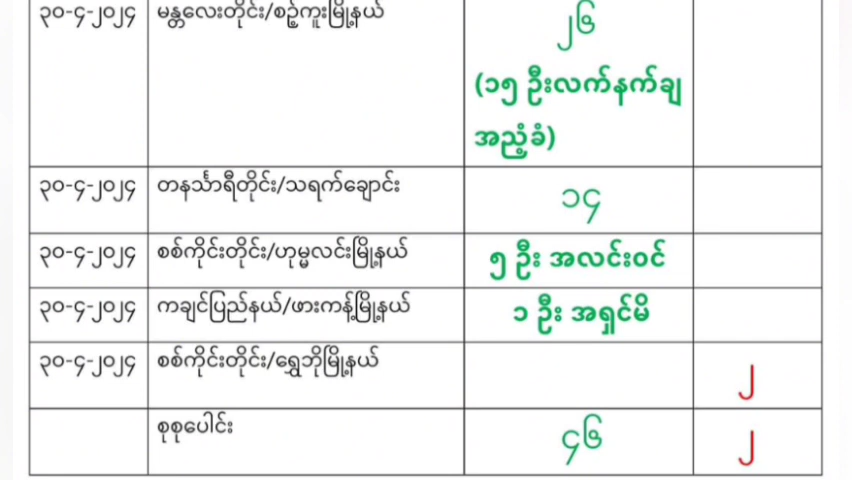 ၃၀-၄-၂၀၂၄ မန္တလေးတိုင်း/စဉ့်ကူးမြို့နယ် ၂၆
(၁၅ ဦးလက်နက်ချ
အညံ့ခံ)
၃၀-၄-၂၀၂၄ တနင်္သာရီတိုင်း/သရက်ချောင်း ၁၄
၃၀-၄-၂၀၂၄ စစ်ကိုင်းတိုင်း/ဟုမ္မလင်းမြို့နယ် ၅ ဦး အလင်းဝင်
၃၀-၄-၂၀၂၄ ကချင်ပြည်နယ်/ဖားကန့်မြို့နယ် ၁ ဦး အရှင်မိ
၃၀-၄-၂၀၂၄ စစ်ကိုင်းတိုင်း/ရွှေဘိုမြို့နယ် ၂
စုစုပေါင်း ၄၆ ၂